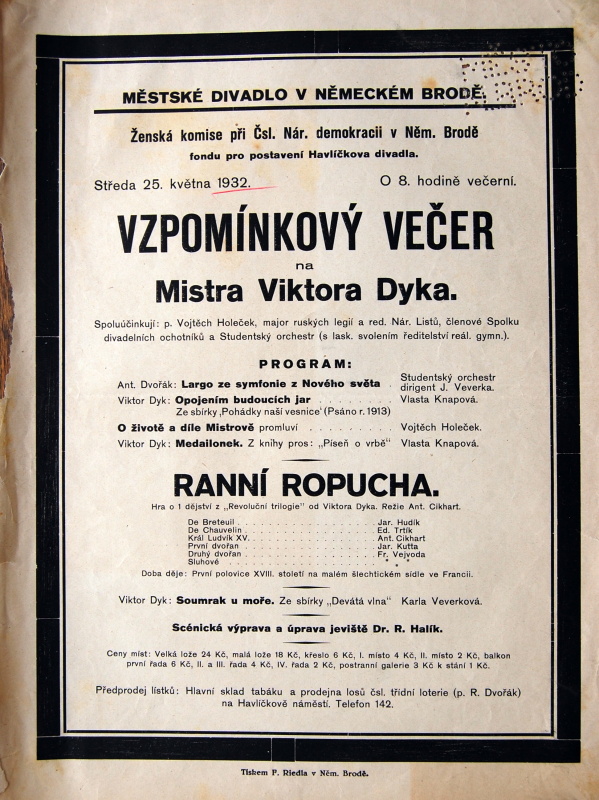 MĚSTSKÉ DIVADLO V NĚMECKÉM BRODĚ.
Ženská komise při Čsl. Nár. demokracii v Něm. Brodě
fondu pro postavení Havlíčkova divadla.
Středa 25. května 1932. O 8. hodině večerní.
VZPOMÍNKOVÝ VEČER
na
Mistra Viktora Dyka.
Spoluúčinkují: p. Vojtěch Holeček, major ruských legií a red. Nár. Listů, členové Spolku
divadelních ochotníků a Studentský orchestr (s lask. svolením ředitelství reál. gymn.).
PROGRAM:
Ant. Dvořák: Largo ze symfonie z Nového světa . Studentský orchestr
dirigent J. Veverka.
Viktor Dyk: Opojením budoucích jar . . . . . . . . Vlasta Knapová.
Ze sbírky „Pohádky naší vesnice‘ (Psáno r. 1913)
O životě a díle Mistrově promluví . . . . . . . . . Vojtěch Holeček.
Viktor Dyk: Medailonek. Z knihy pros: „Píseň o vrbě“ Vlasta Knapová.
RANNÍ ROPUCHA.
Hra o 1 dějství z „Revoluční trilogie“ od Viktora Dyka. Režie Ant. Cikhart.
De Breteuil . . . . . . . . . . . . . . . . Jar. Hudík
De Chauvelin . . . . . . . . . . . . . . . Ed. Trtík
Král Ludvík XV. . . . . . . . . . . . . . . Ant. Cikhart
První dvořan . . . . . . . . . . . . . . . Jar. Kutta
Druhý dvořan . . . . . . . . . . . . . . . Fr. Vejvoda
Sluhové . . . . . . . . . . . . . . . . . * * *
Doba děje: První polovice XVIII. století na malém šlechtickém sídle ve Francii.
Viktor Dyk: Soumrak u moře. Ze sbírky „Devátá vlna“ Karla Veverková.
Scénická výprava a úprava jeviště Dr. R. Halík.
Ceny míst: Velká lože 24 Kč, malá lože 18 Kč, křeslo 6 Kč, I. místo 4 Kč, II. místo 2 Kč, balkon
první řada 6 Kč, II. a III. řada 4 Kč, IV. řada 2 Kč, postranní galerie 3 Kč k stání 1 Kč.
Předprodej lístků: Hlavní sklad tabáku a prodejna losů čsl. třídní loterie (p. R. Dvořák)
na Havlíčkově náměstí. Telefon 142.
Tiskem F. Riedla v Něm. Brodě.